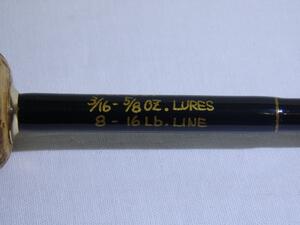 3/16 - 5/8 OZ. LURES
8 - 16 Lb. LINE